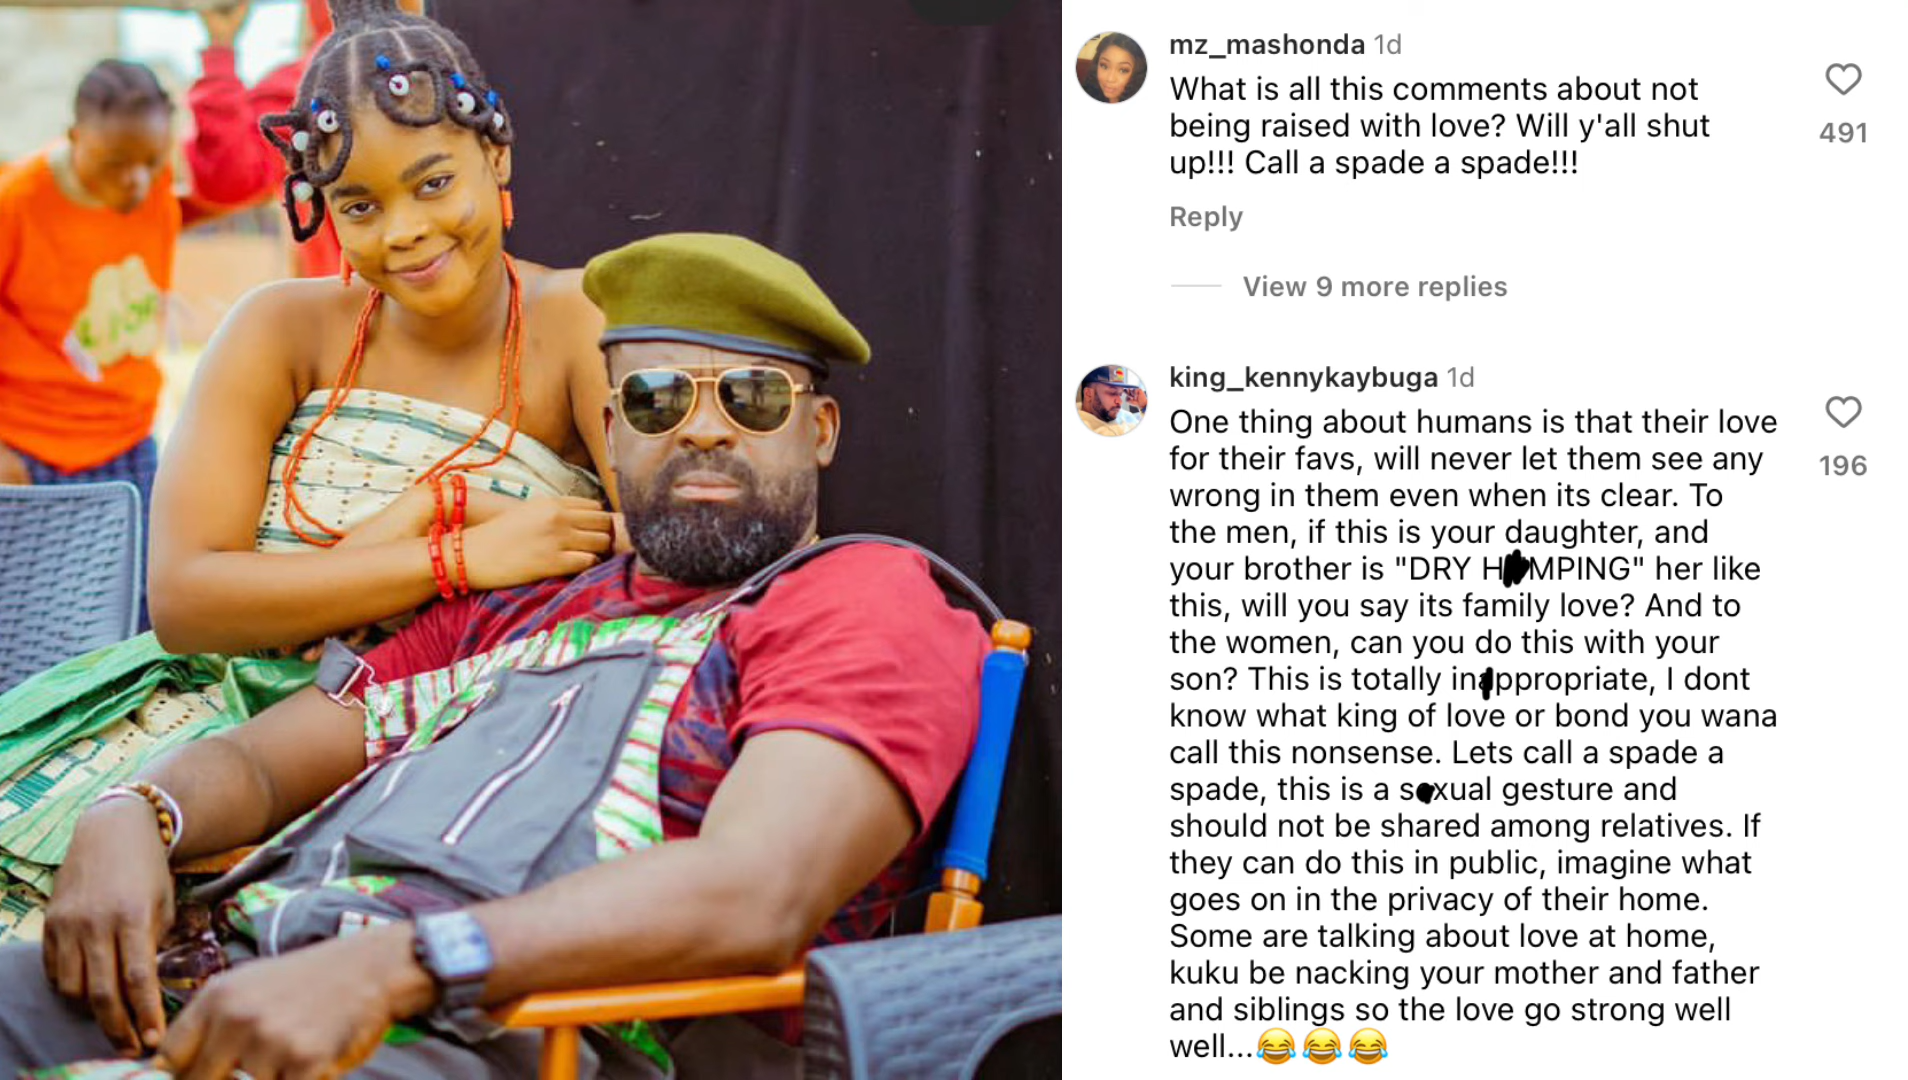 mz_mashonda 1d
What is all this comments about not
being raised with love? Will y'all shut
up!!! Call a spade a spade!!!
491
Reply
View 9 more replies
king_kennykaybuga 1d
One thing about humans is that their love
for their favs, will never let them see any
196
wrong in them even when its clear. To
the men, if this is your daughter, and
your brother is "DRY H MPING" her like
this, will you say its family love? And to
the women, can you do this with your
son? This is totally in ppropriate, I dont
know what king of love or bond you wana
call this nonsense. Lets call a spade a
spade, this is a s xual gesture and
should not be shared among relatives. If
they can do this in public, imagine what
goes on in the privacy of their home.
Some are talking about love at home,
kuku be nacking your mother and father
and siblings so the love go strong well
well...😂😂😂